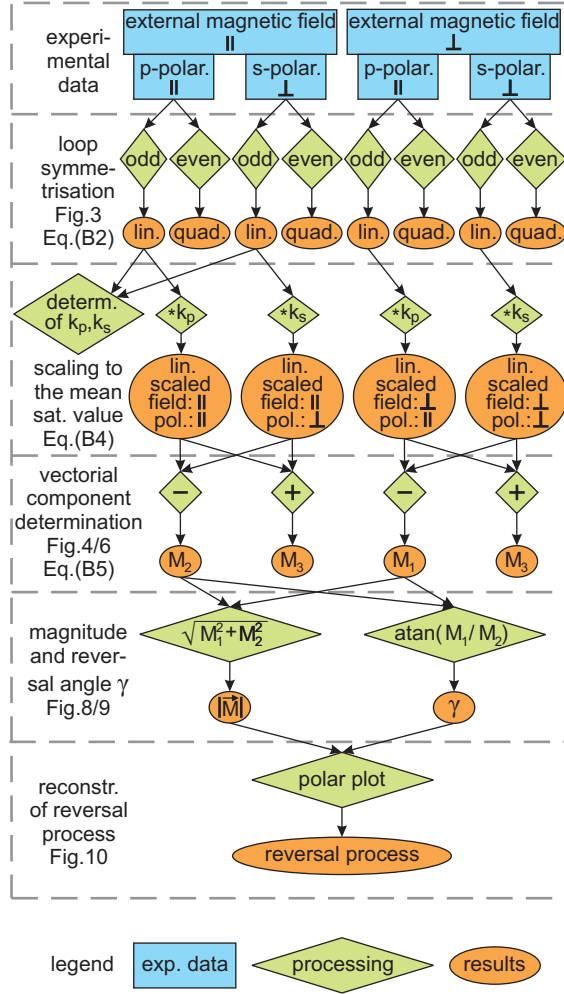 experi-
mental
data
external magnetic field
||
external magnetic field
⊥
p-polar.
||
s-polar.
⊥
p-polar.
||
s-polar.
⊥
loop
symme-
trisation
Fig.3
Eq.(B2)
odd
even
odd
even
odd
even
odd
even
lin.
quad.
lin.
quad.
lin.
quad.
lin.
quad.
determ.
of kp,ks
*kp
*ks
*kp
*ks
scaling to
the mean
sat. value
Eq.(B4)
lin.
scaled
field: ||
pol.: ||
lin.
scaled
field: ||
pol.: ⊥
lin.
scaled
field: ⊥
pol.: ||
lin.
scaled
field: ⊥
pol.: ⊥
vectorial
component
determination
Fig.4/6
Eq.(B5)
−
+
−
+
M₂
M₃
M₁
M₃
magnitude
and rever-
sal angle γ
Fig.8/9
√M₁²+M₂²
atan(M₁/M₂)
|M⃗|
γ
reconstr.
of reversal
process
Fig.10
polar plot
reversal process
legend
exp. data
processing
results